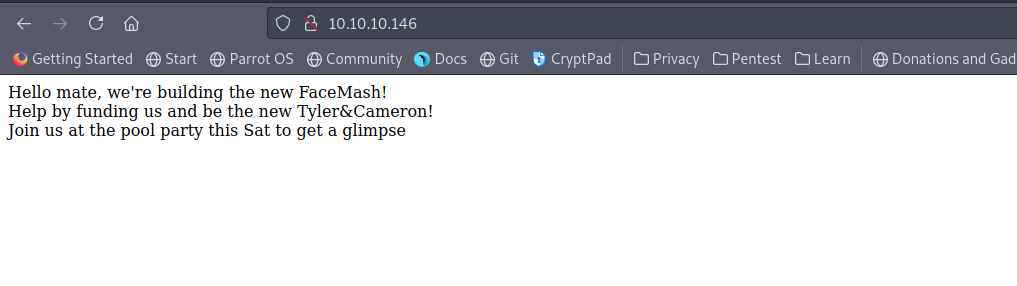 10.10.10.146
Getting Started Start Parrot OS Community Docs Git CryptPad Privacy Pentest Learn Donations and Gad
Hello mate, we're building the new FaceMash!
Help by funding us and be the new Tyler&Cameron!
Join us at the pool party this Sat to get a glimpse